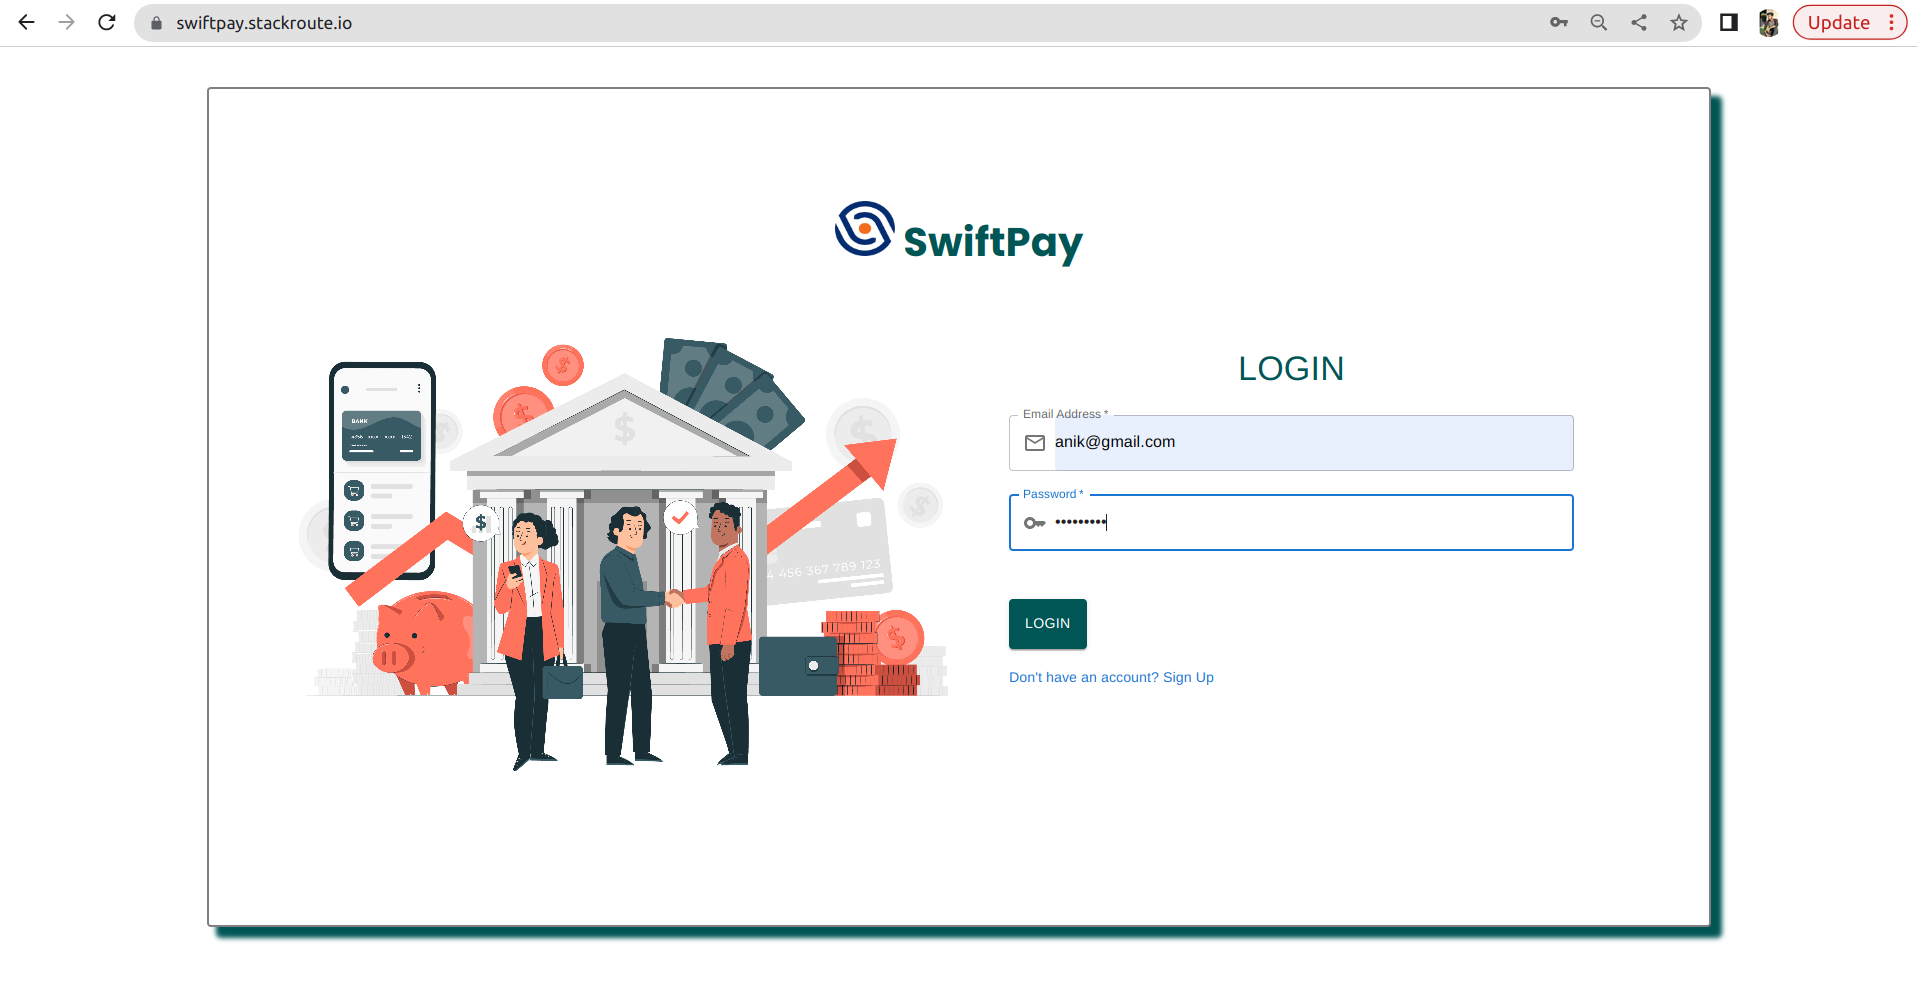 swiftpay.stackroute.io
Update
SwiftPay
LOGIN
Email Address *
anik@gmail.com
Password *
•••••••••
LOGIN
Don't have an account? Sign Up
BANK
456 367 789 123